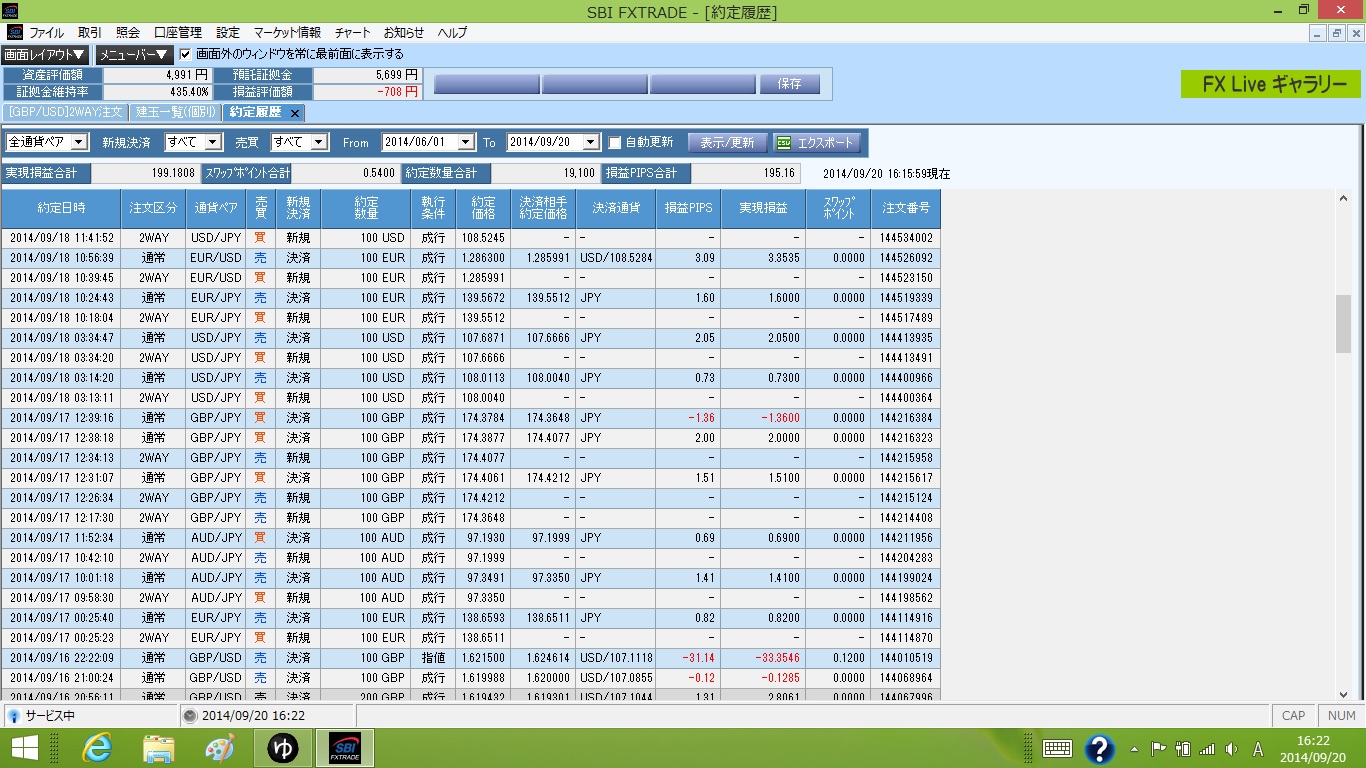 SBI FXTRADE - [約定履歴]
ファイル 取引 照会 口座管理 設定 マーケット情報 チャート お知らせ ヘルプ
画面レイアウト▼ メニューバー▼ 画面外のウィンドウを常に最前面に表示する
資産評価額 4,991 円 預託証拠金 5,699 円
証拠金維持率 435.40% 損益評価額 -708 円 保存 FX Live ギャラリー
[GBP/USD]2WAY注文 建玉一覧(個別) 約定履歴 ×
全通貨ペア 新規決済 すべて 売買 すべて From 2014/06/01 To 2014/09/20 自動更新 表示/更新 CSV エクスポート
実現損益合計 199.1808 スワップポイント合計 0.5400 約定数量合計 19,100 損益PIPS合計 195.16 2014/09/20 16:15:59現在
約定日時 注文区分 通貨ペア 売買 新規決済 約定数量 執行条件 約定価格 決済相手約定価格 決済通貨 損益PIPS 実現損益 スワップポイント 注文番号
2014/09/18 11:41:52 2WAY USD/JPY 買 新規 100 USD 成行 108.5245 - - - - - 144534002
2014/09/18 10:56:39 通常 EUR/USD 売 決済 100 EUR 成行 1.286300 1.285991 USD/108.5284 3.09 3.3535 0.0000 144526092
2014/09/18 10:39:45 2WAY EUR/USD 買 新規 100 EUR 成行 1.285991 - - - - - 144523150
2014/09/18 10:24:43 通常 EUR/JPY 売 決済 100 EUR 成行 139.5672 139.5512 JPY 1.60 1.6000 0.0000 144519339
2014/09/18 10:18:04 2WAY EUR/JPY 買 新規 100 EUR 成行 139.5512 - - - - - 144517489
2014/09/18 03:34:47 通常 USD/JPY 売 決済 100 USD 成行 107.6871 107.6666 JPY 2.05 2.0500 0.0000 144413935
2014/09/18 03:34:20 2WAY USD/JPY 買 新規 100 USD 成行 107.6666 - - - - - 144413491
2014/09/18 03:14:20 通常 USD/JPY 売 決済 100 USD 成行 108.0113 108.0040 JPY 0.73 0.7300 0.0000 144400966
2014/09/18 03:13:11 2WAY USD/JPY 買 新規 100 USD 成行 108.0040 - - - - - 144400364
2014/09/17 12:39:16 通常 GBP/JPY 買 決済 100 GBP 成行 174.3784 174.3648 JPY -1.36 -1.3600 0.0000 144216384
2014/09/17 12:38:18 通常 GBP/JPY 買 決済 100 GBP 成行 174.3877 174.4077 JPY 2.00 2.0000 0.0000 144216323
2014/09/17 12:34:13 2WAY GBP/JPY 売 新規 100 GBP 成行 174.4077 - - - - - 144215958
2014/09/17 12:31:07 通常 GBP/JPY 買 決済 100 GBP 成行 174.4061 174.4212 JPY 1.51 1.5100 0.0000 144215617
2014/09/17 12:26:34 2WAY GBP/JPY 売 新規 100 GBP 成行 174.4212 - - - - - 144215124
2014/09/17 12:17:30 2WAY GBP/JPY 売 新規 100 GBP 成行 174.3648 - - - - - 144214408
2014/09/17 11:52:34 通常 AUD/JPY 買 決済 100 AUD 成行 97.1930 97.1999 JPY 0.69 0.6900 0.0000 144211956
2014/09/17 10:42:10 2WAY AUD/JPY 売 新規 100 AUD 成行 97.1999 - - - - - 144204283
2014/09/17 10:01:18 通常 AUD/JPY 売 決済 100 AUD 成行 97.3491 97.3350 JPY 1.41 1.4100 0.0000 144199024
2014/09/17 09:58:30 2WAY AUD/JPY 買 新規 100 AUD 成行 97.3350 - - - - - 144198562
2014/09/17 00:25:40 通常 EUR/JPY 売 決済 100 EUR 成行 138.6593 138.6511 JPY 0.82 0.8200 0.0000 144114916
2014/09/17 00:25:23 2WAY EUR/JPY 買 新規 100 EUR 成行 138.6511 - - - - - 144114870
2014/09/16 22:22:09 通常 GBP/USD 売 決済 100 GBP 指値 1.621500 1.624614 USD/107.1118 -31.14 -33.3546 0.1200 144010519
2014/09/16 21:00:24 通常 GBP/USD 売 決済 100 GBP 成行 1.619988 1.620000 USD/107.0855 -0.12 -0.1285 0.0000 144068964
2014/09/16 20:56:11 通常 GBP/USD 売 決済 200 GBP 成行 1.619432 1.619301 USD/107.1044 1.31 2.8061 0.0000 144067996
サービス中 2014/09/20 16:22 CAP NUM
ゆ SBI FXTRADE A 16:22
2014/09/20